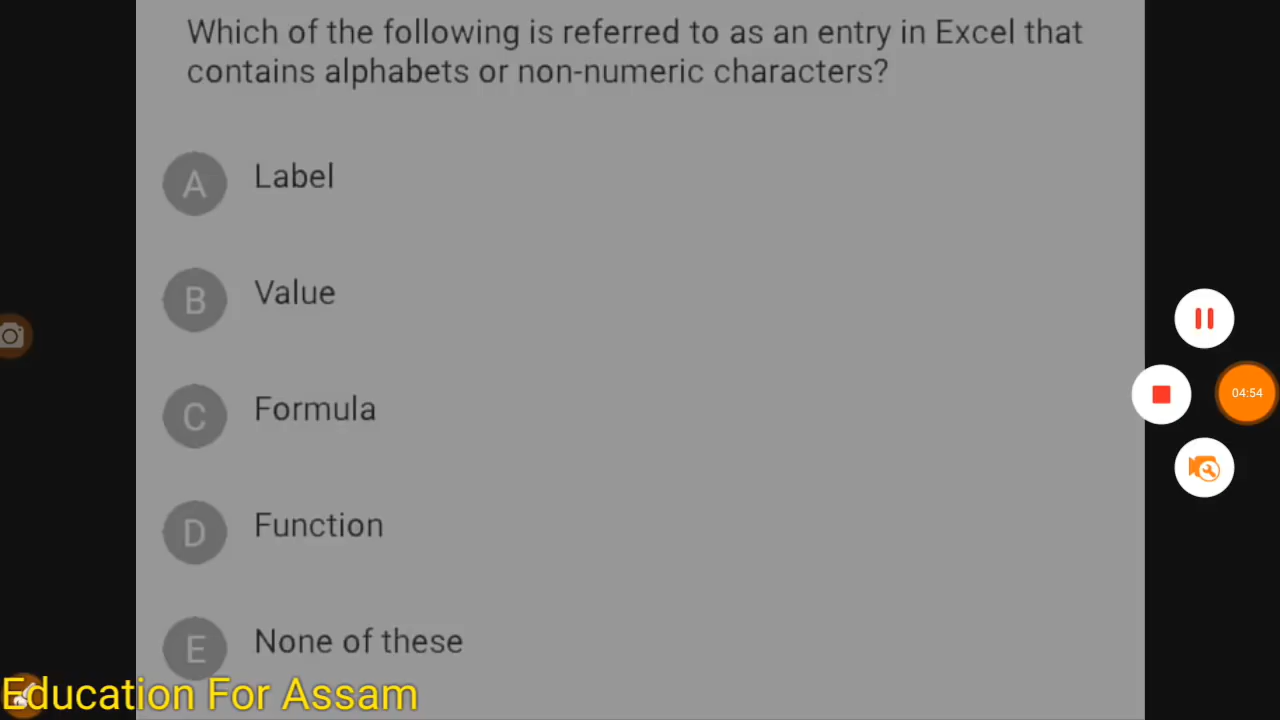 Which of the following is referred to as an entry in Excel that
contains alphabets or non-numeric characters?
A Label
B Value
C Formula
04:54
D Function
E None of these
Education For Assam